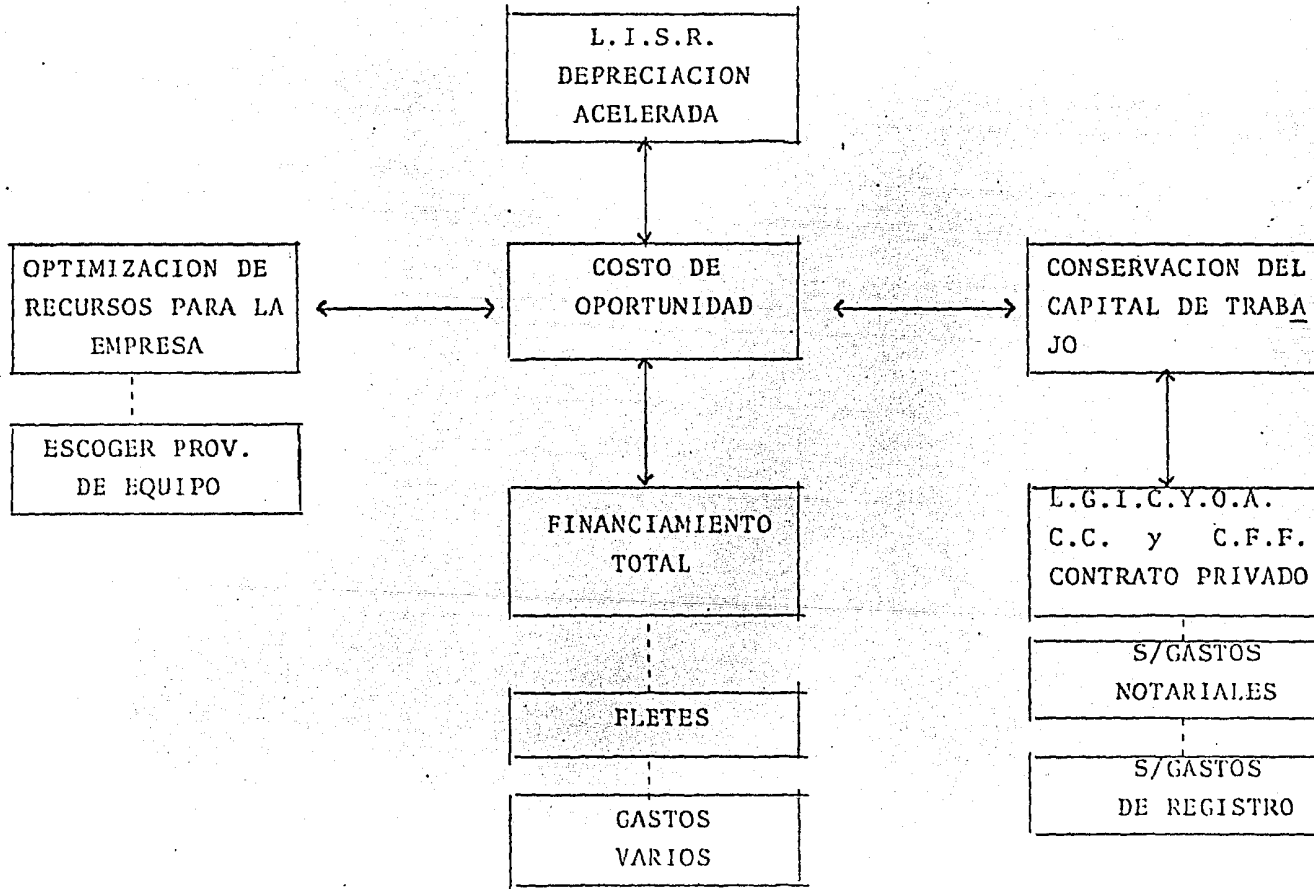 L.I.S.R.
DEPRECIACION
ACELERADA
OPTIMIZACION DE
RECURSOS PARA LA
EMPRESA
COSTO DE
OPORTUNIDAD
CONSERVACION DEL
CAPITAL DE TRABA
JO
ESCOGER PROV.
DE EQUIPO
FINANCIAMIENTO
TOTAL
L.G.I.C.Y.O.A.
C.C. y C.F.F.
CONTRATO PRIVADO
S/GASTOS
NOTARIALES
FLETES
S/GASTOS
DE REGISTRO
GASTOS
VARIOS